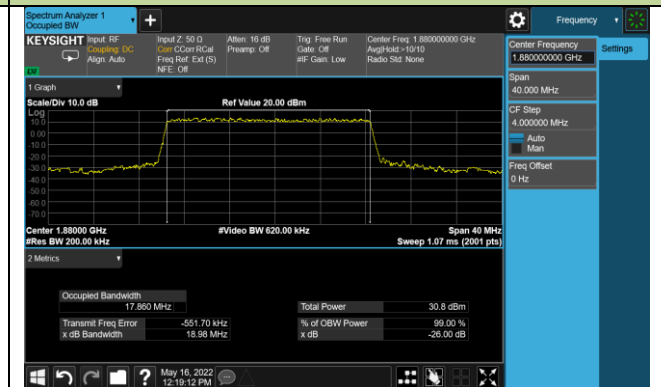 Spectrum Analyzer 1
Occupied BW
+
Frequency
KEYSIGHT
Input: RF
Coupling: DC
Align: Auto
Input Z: 50 Ω
Corr CCorr RCal
Freq Ref: Ext (S)
NFE: Off
Atten: 16 dB
Preamp: Off
Trig: Free Run
Gate: Off
#IF Gain: Low
Center Freq: 1.880000000 GHz
Avg|Hold:>10/10
Radio Std: None
LV
Center Frequency
1.880000000 GHz
Settings
Span
40.000 MHz
CF Step
4.000000 MHz
Auto
Man
Freq Offset
0 Hz
1 Graph
Scale/Div 10.0 dB
Ref Value 20.00 dBm
Log
10.0
0.00
-10.0
-20.0
-30.0
-40.0
-50.0
-60.0
-70.0
Center 1.88000 GHz
#Video BW 620.00 kHz
Span 40 MHz
#Res BW 200.00 kHz
Sweep 1.07 ms (2001 pts)
2 Metrics
Occupied Bandwidth
17.860 MHz
Total Power
30.8 dBm
Transmit Freq Error
-551.70 kHz
% of OBW Power
99.00 %
x dB Bandwidth
18.98 MHz
x dB
-26.00 dB
?
May 16, 2022
12:19:12 PM